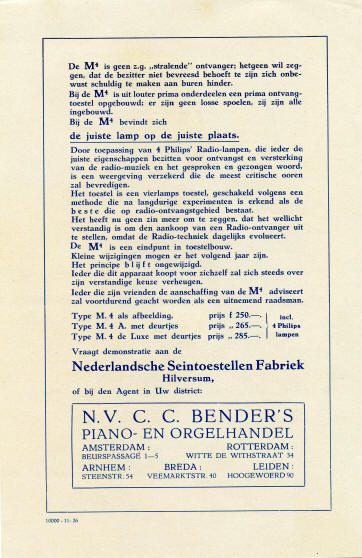 De M⁴ is geen z.g. „stralende" ontvanger; hetgeen wil zeg-
gen, dat de bezitter niet bevreesd behoeft te zijn zich onbe-
wust schuldig te maken aan buren hinder.
Bij de M⁴ is uit louter prima onderdeelen een prima ontvang-
toestel opgebouwd; er zijn geen losse spoelen, zij zijn alle
ingebouwd.
Bij de M⁴ bevindt zich
de juiste lamp op de juiste plaats.
Door toepassing van 4 Philips' Radio-lampen, die ieder de
juiste eigenschappen bezitten voor ontvangst en versterking
van de radio-muziek en het gesproken en gezongen woord,
is een weergeving verzekerd die de meest critische ooren
zal bevredigen.
Het toestel is een vierlamps toestel, geschakeld volgens een
methode die na langdurige experimenten is erkend als de
beste die op radio-ontvangstgebied bestaat.
Het heeft nu geen zin meer om te zeggen, dat het wellicht
verstandig is om den aankoop van een Radio-ontvanger uit
te stellen, omdat de Radio-techniek dagelijks evolueert.
De M⁴ is een eindpunt in toestelbouw.
Kleine wijzigingen mogen er het volgend jaar zijn.
Het principe blijft ongewijzigd.
Ieder die dit apparaat koopt voor zichzelf zal zich steeds over
zijn verstandige keuze verheugen.
Ieder die zijn vrienden de aanschaffing van de M⁴ adviseert
zal voortdurend geacht worden als een uitnemend raadsman.
Type M. 4 als afbeelding. prijs f 250.—. incl.
Type M. 4 A. met deurtjes prijs „ 265.—. 4 Philips
Type M. 4 de Luxe met deurtjes prijs „ 285.—. lampen
Vraagt demonstratie aan de
Nederlandsche Seintoestellen Fabriek
Hilversum,
of bij den Agent in Uw district:
N.V. C. C. BENDER'S
PIANO- EN ORGELHANDEL
AMSTERDAM: ROTTERDAM:
BEURSPASSAGE 1—5 WITTE DE WITHSTRAAT 34
ARNHEM: BREDA: LEIDEN:
STEENSTR. 54 VEEMARKTSTR. 40 HOOGEWOERD 90
10000 - 11- 26